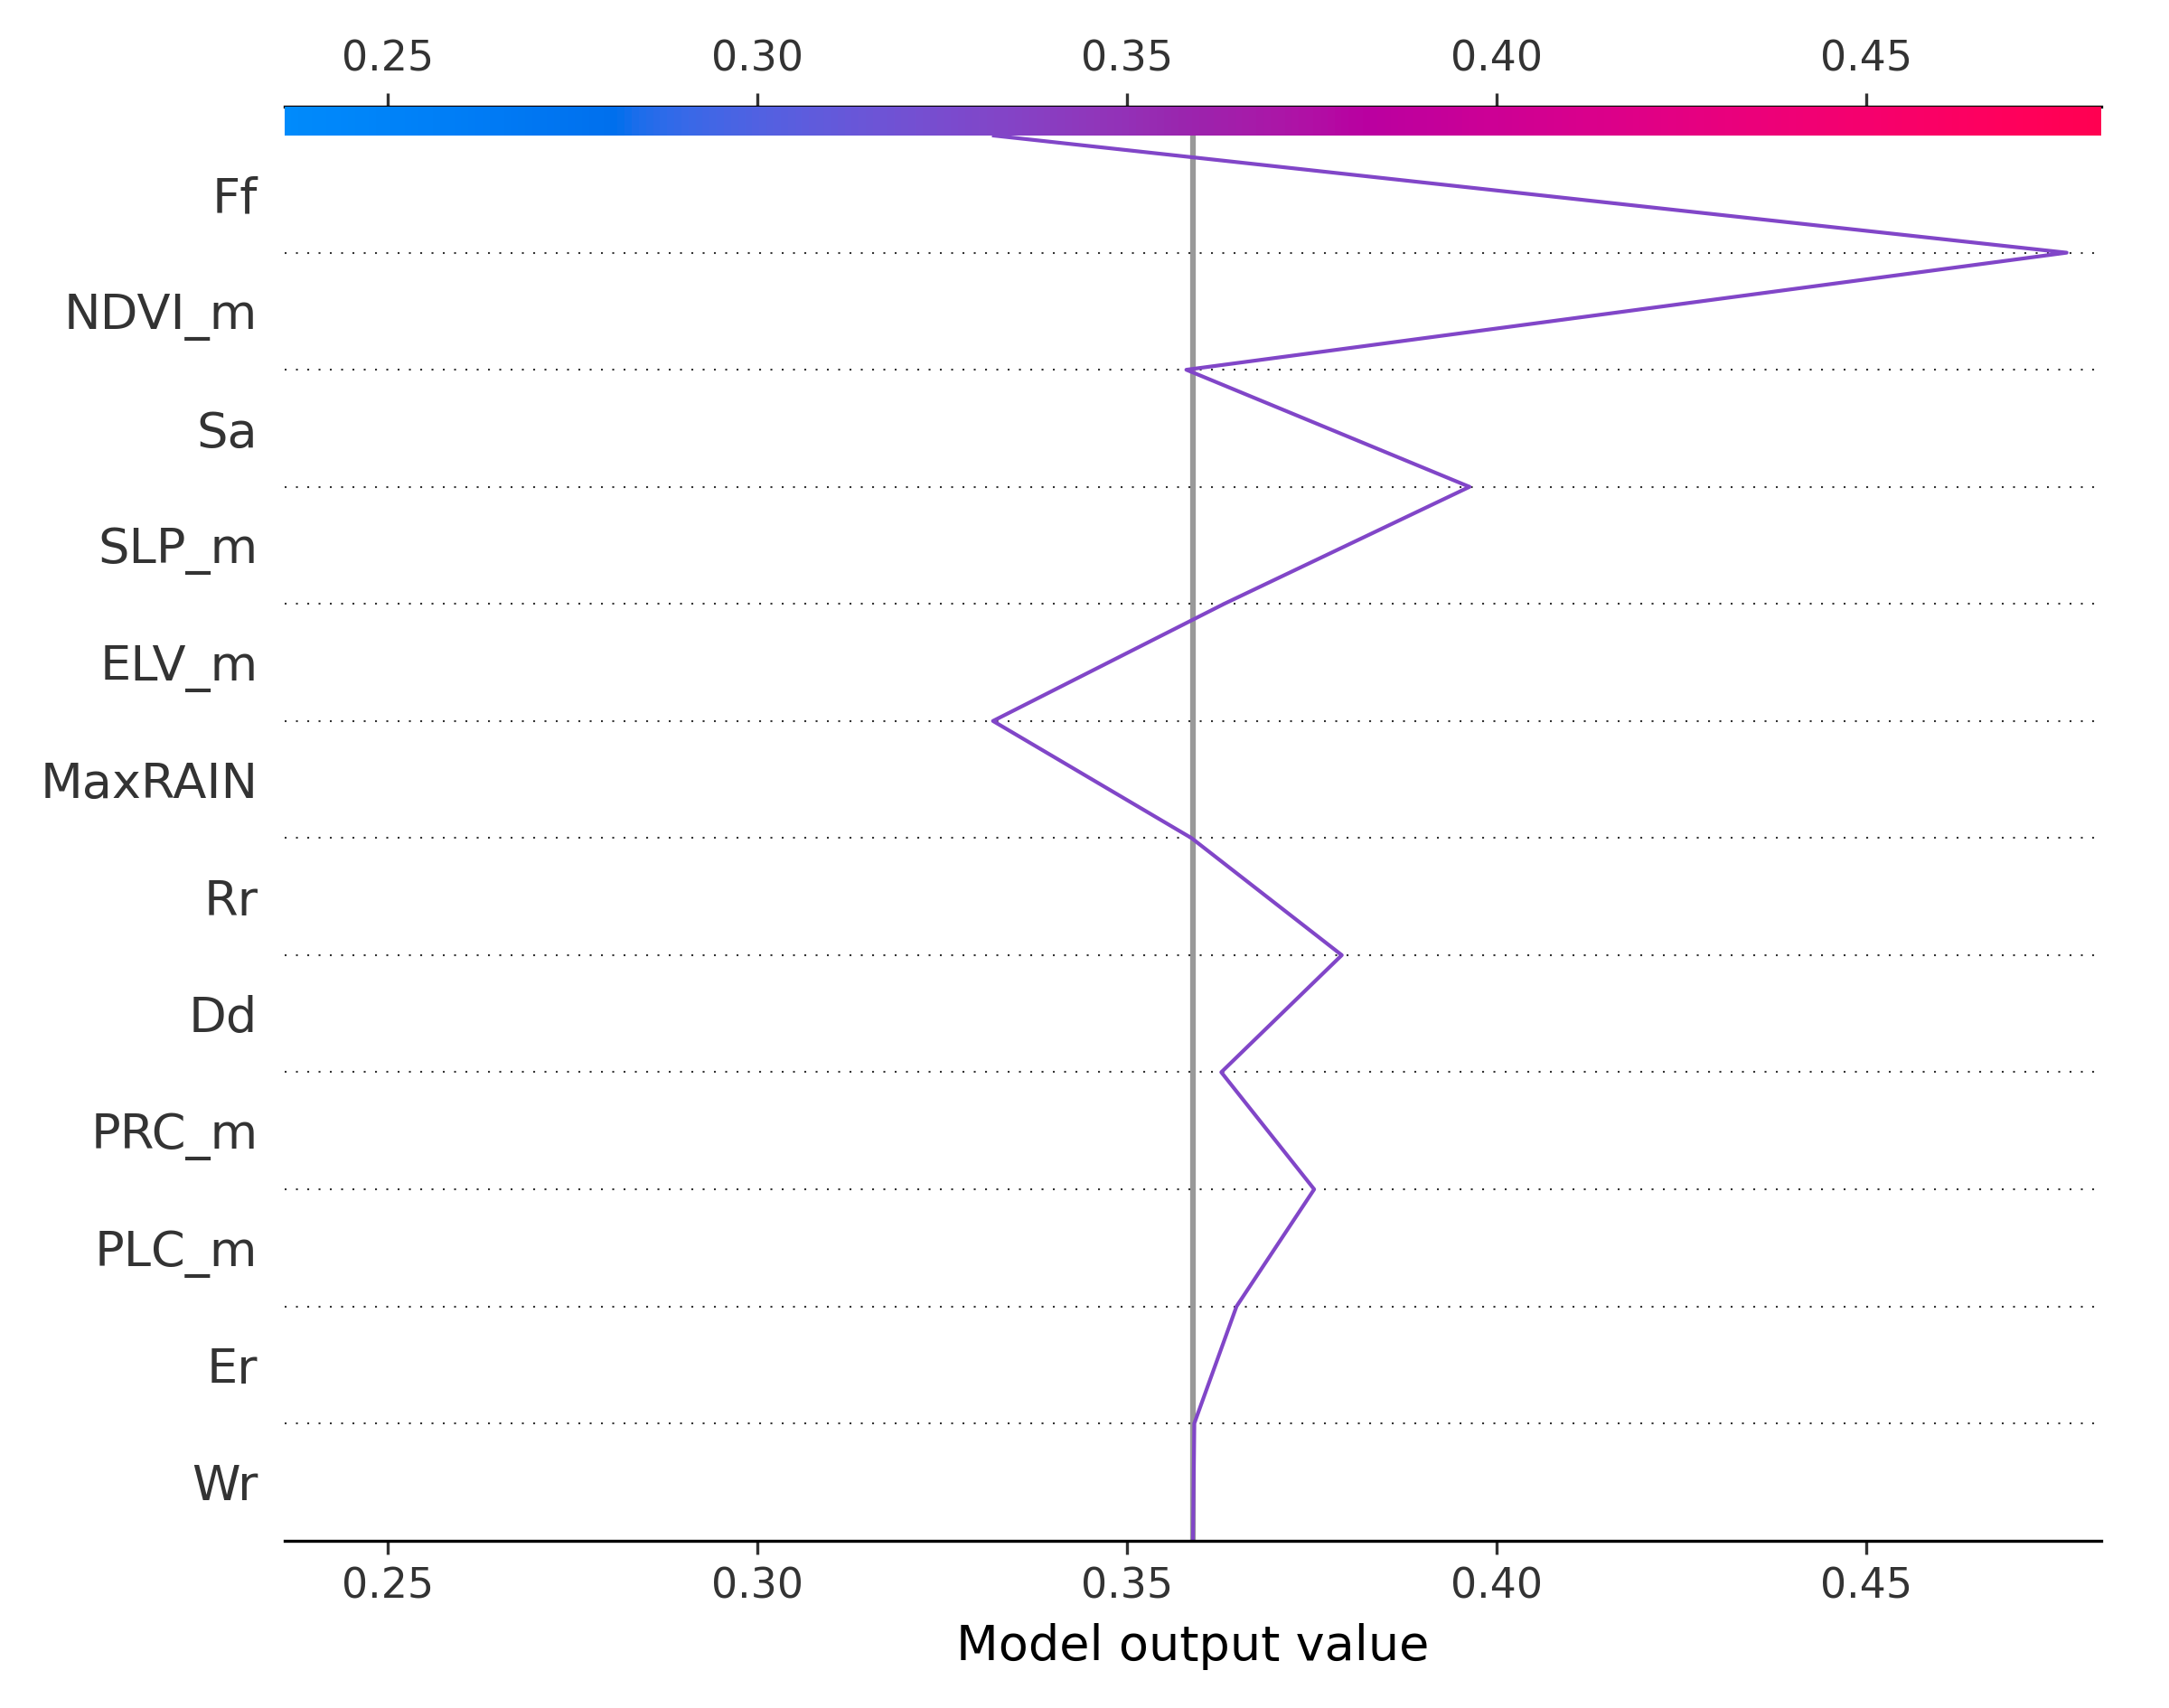 0.25 0.30 0.35 0.40 0.45
Ff
NDVI_m
Sa
SLP_m
ELV_m
MaxRAIN
Rr
Dd
PRC_m
PLC_m
Er
Wr
0.25 0.30 0.35 0.40 0.45
Model output value